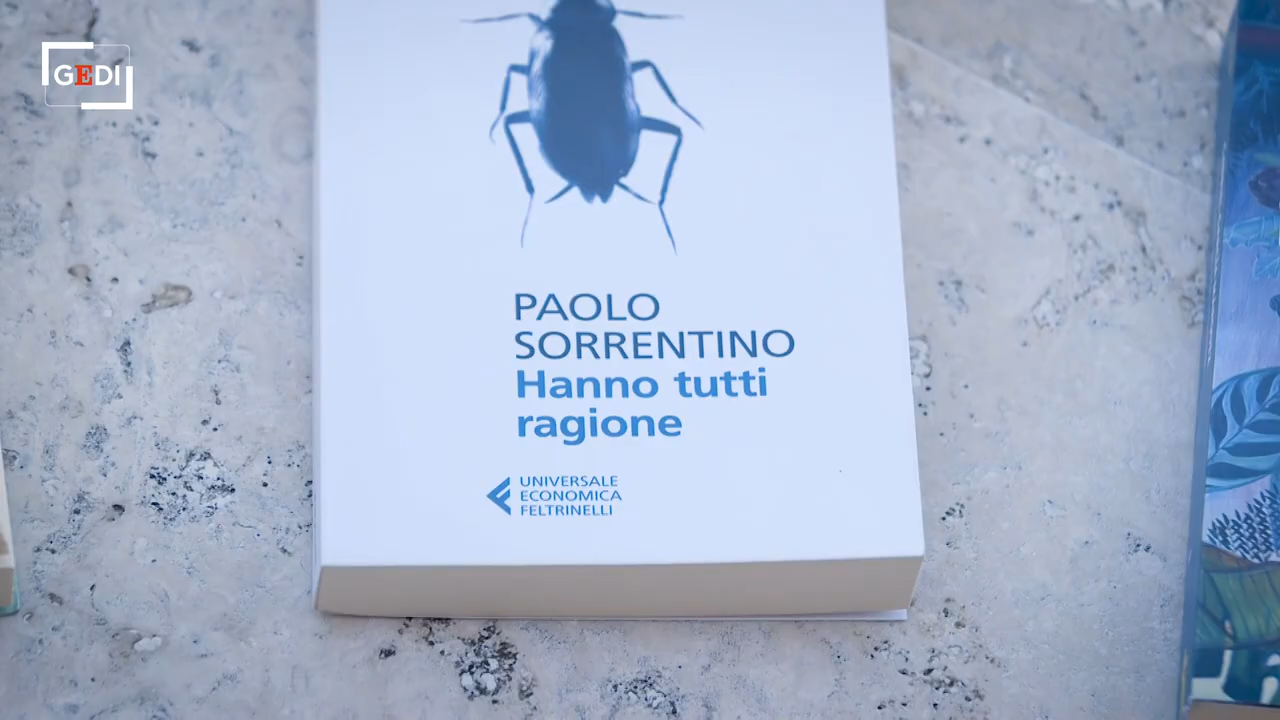 GEDI
PAOLO
SORRENTINO
Hanno tutti
ragione
UNIVERSALE
ECONOMICA
FELTRINELLI